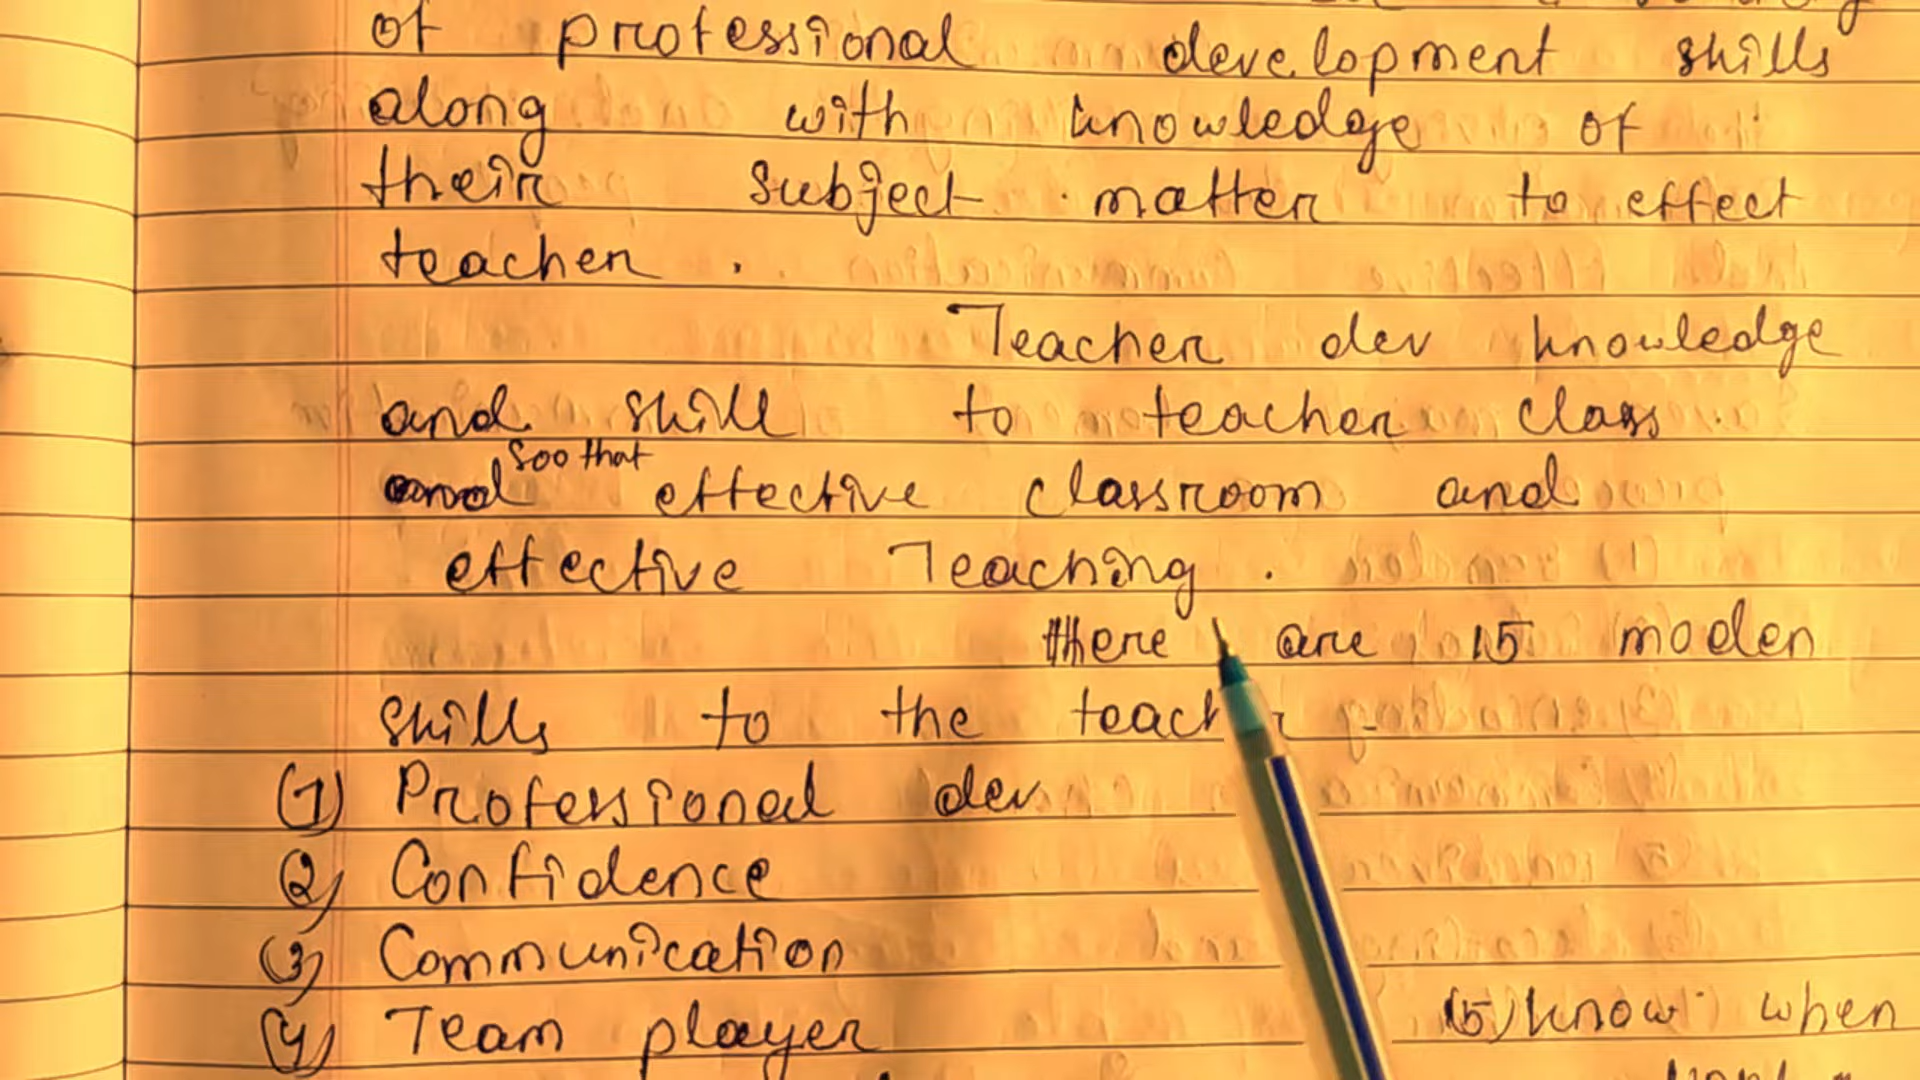 of professional development skills
along with knowledge of
their subject matter to effect
teacher .
Teacher dev knowledge
and skill to teacher class .
soo that
and effective classroom and
effective Teaching .
there are 15 moden
skills to the
(1) Professional dev
(2) Confidence
(3) Communication
(4) Team player
(5) know when